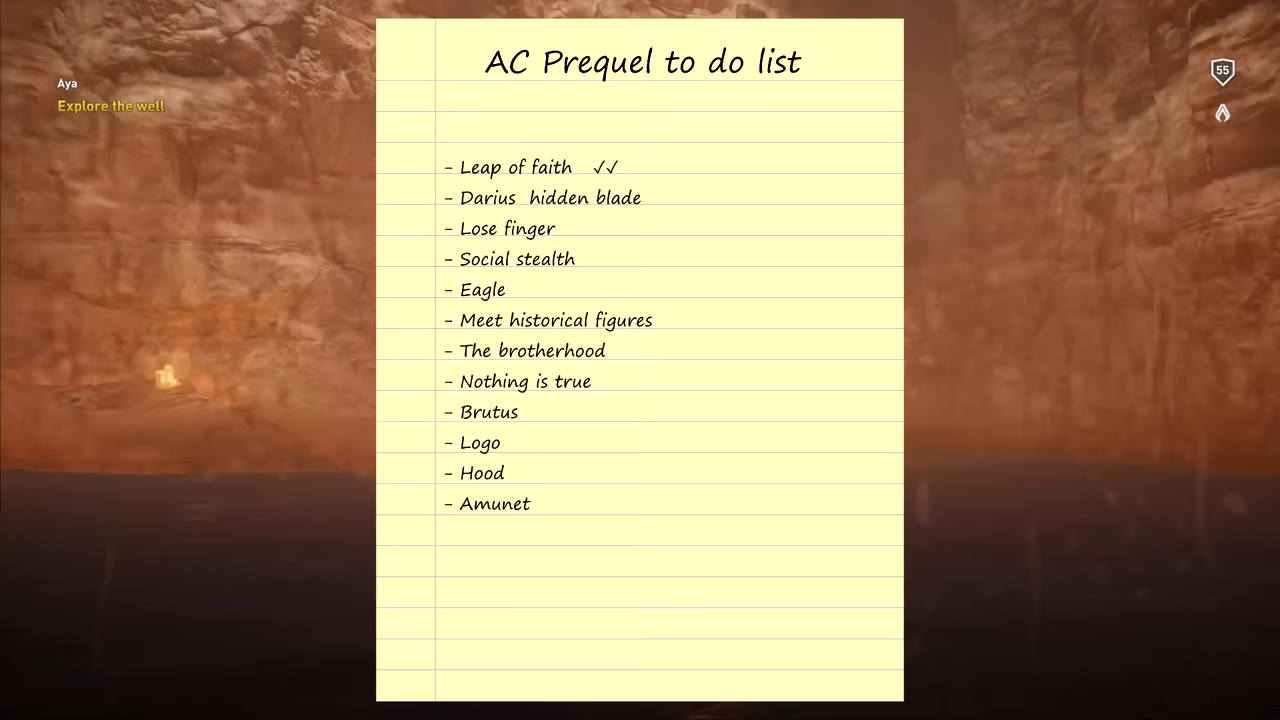 AC Prequel to do list
Aya
Explore the well
55
- Leap of faith ✓✓
- Darius hidden blade
- Lose finger
- Social stealth
- Eagle
- Meet historical figures
- The brotherhood
- Nothing is true
- Brutus
- Logo
- Hood
- Amunet